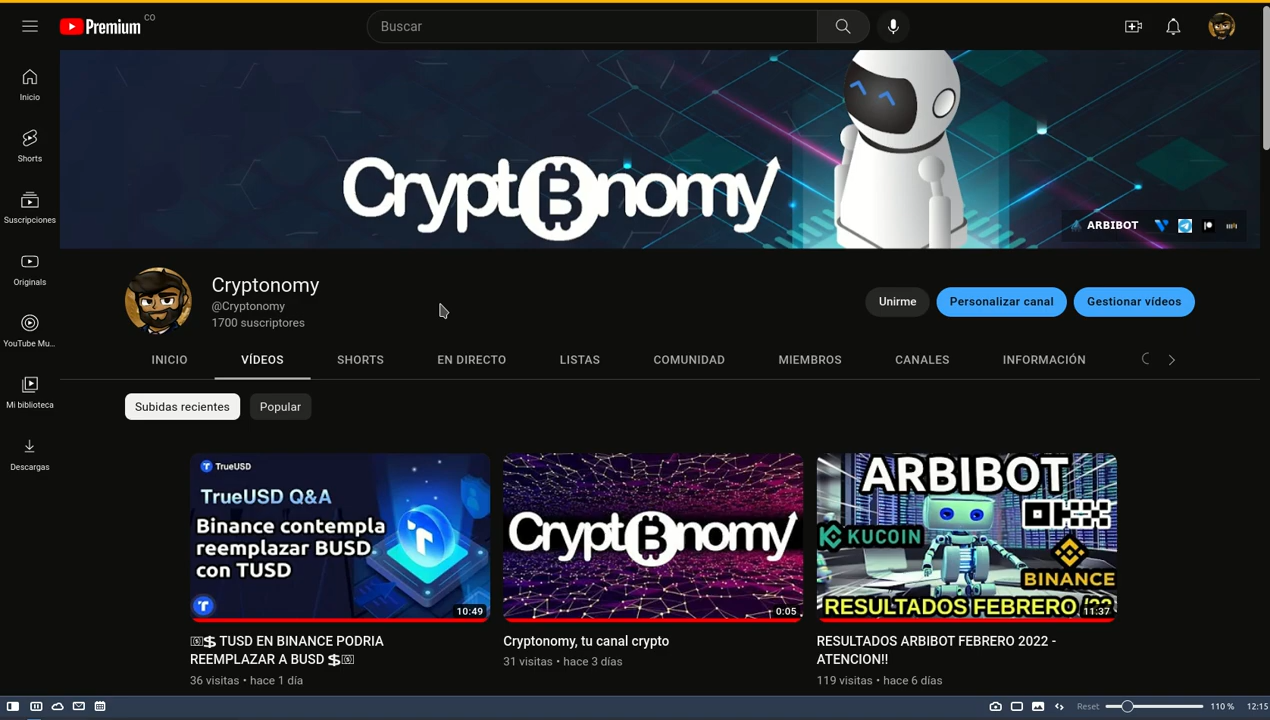 Premium CO
Buscar
Inicio
Shorts
Suscripciones
Originals
YouTube Mu...
Mi biblioteca
Descargas
Cryptonomy
ARBIBOT
Cryptonomy
@Cryptonomy
1700 suscriptores
Unirme
Personalizar canal
Gestionar vídeos
INICIO
VÍDEOS
SHORTS
EN DIRECTO
LISTAS
COMUNIDAD
MIEMBROS
CANALES
INFORMACIÓN
Subidas recientes
Popular
TrueUSD
TrueUSD Q&A
Binance contempla
reemplazar BUSD
con TUSD
10:49
Cryptonomy
0:05
ARBIBOT
KUCOIN
BINANCE
RESULTADOS FEBRERO
11:37
TUSD EN BINANCE PODRIA
REEMPLAZAR A BUSD
36 visitas • hace 1 día
Cryptonomy, tu canal crypto
31 visitas • hace 3 días
RESULTADOS ARBIBOT FEBRERO 2022 -
ATENCION!!
119 visitas • hace 6 días
Reset
110 %
12:15